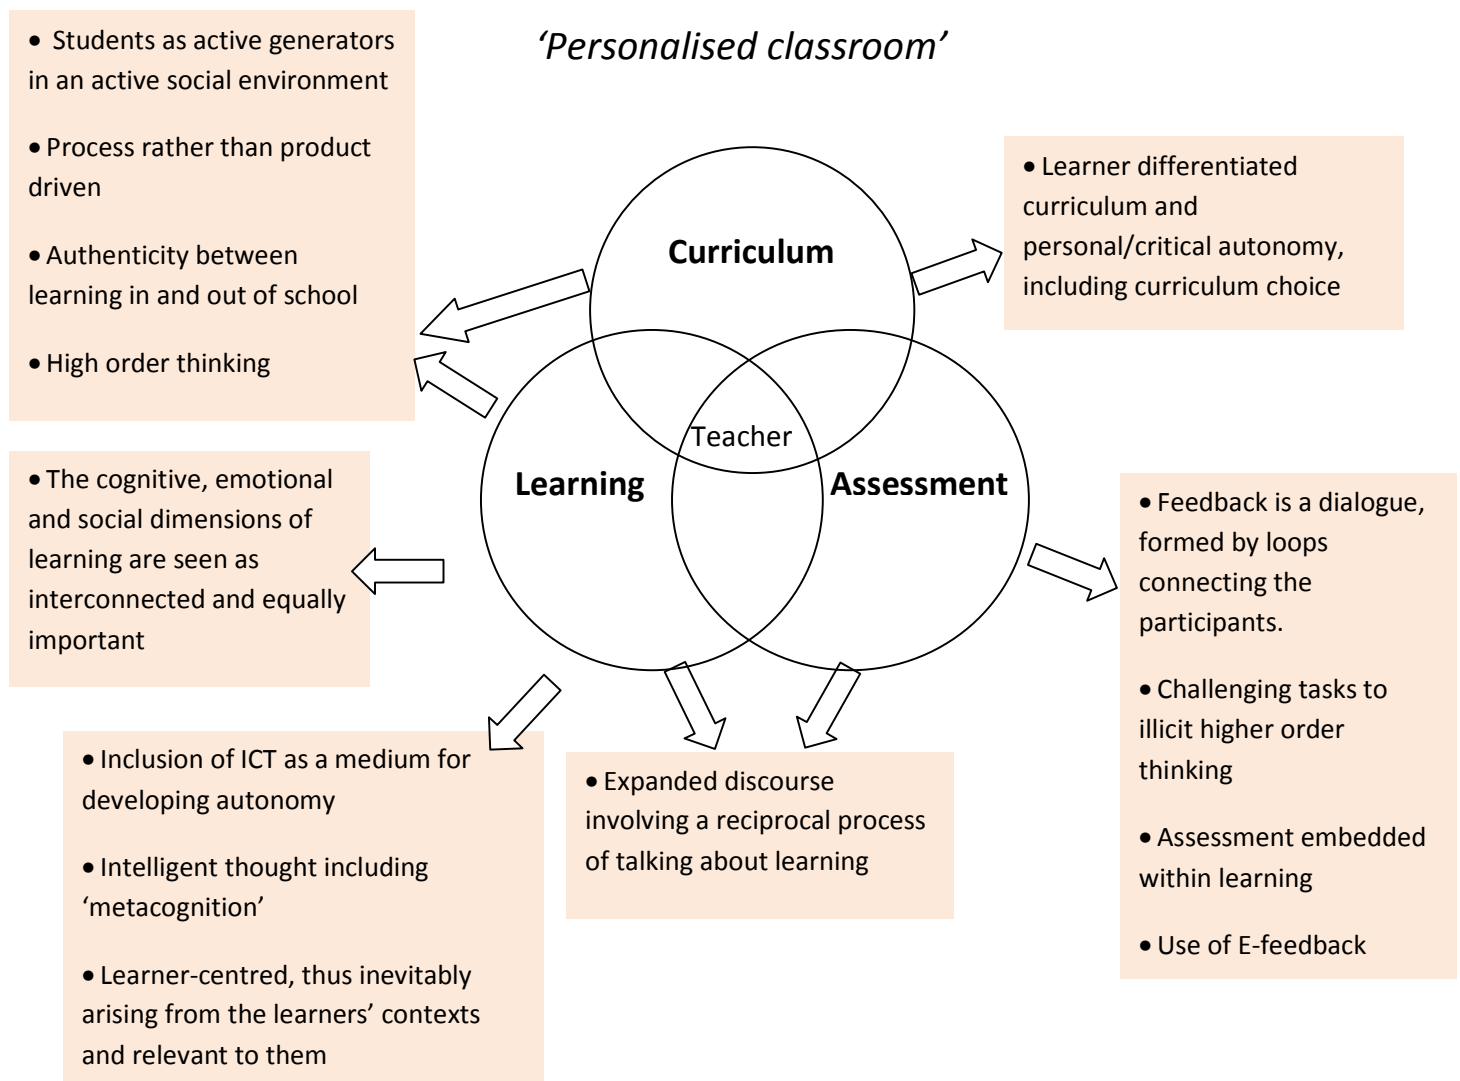 ‘Personalised classroom’
• Students as active generators
in an active social environment
• Process rather than product
driven
• Authenticity between
learning in and out of school
• High order thinking
• Learner differentiated
curriculum and
personal/critical autonomy,
including curriculum choice
Curriculum
Teacher
Learning
Assessment
• The cognitive, emotional
and social dimensions of
learning are seen as
interconnected and equally
important
• Feedback is a dialogue,
formed by loops
connecting the
participants.
• Challenging tasks to
illicit higher order
thinking
• Assessment embedded
within learning
• Use of E-feedback
• Inclusion of ICT as a medium for
developing autonomy
• Intelligent thought including
‘metacognition’
• Learner-centred, thus inevitably
arising from the learners’ contexts
and relevant to them
• Expanded discourse
involving a reciprocal process
of talking about learning